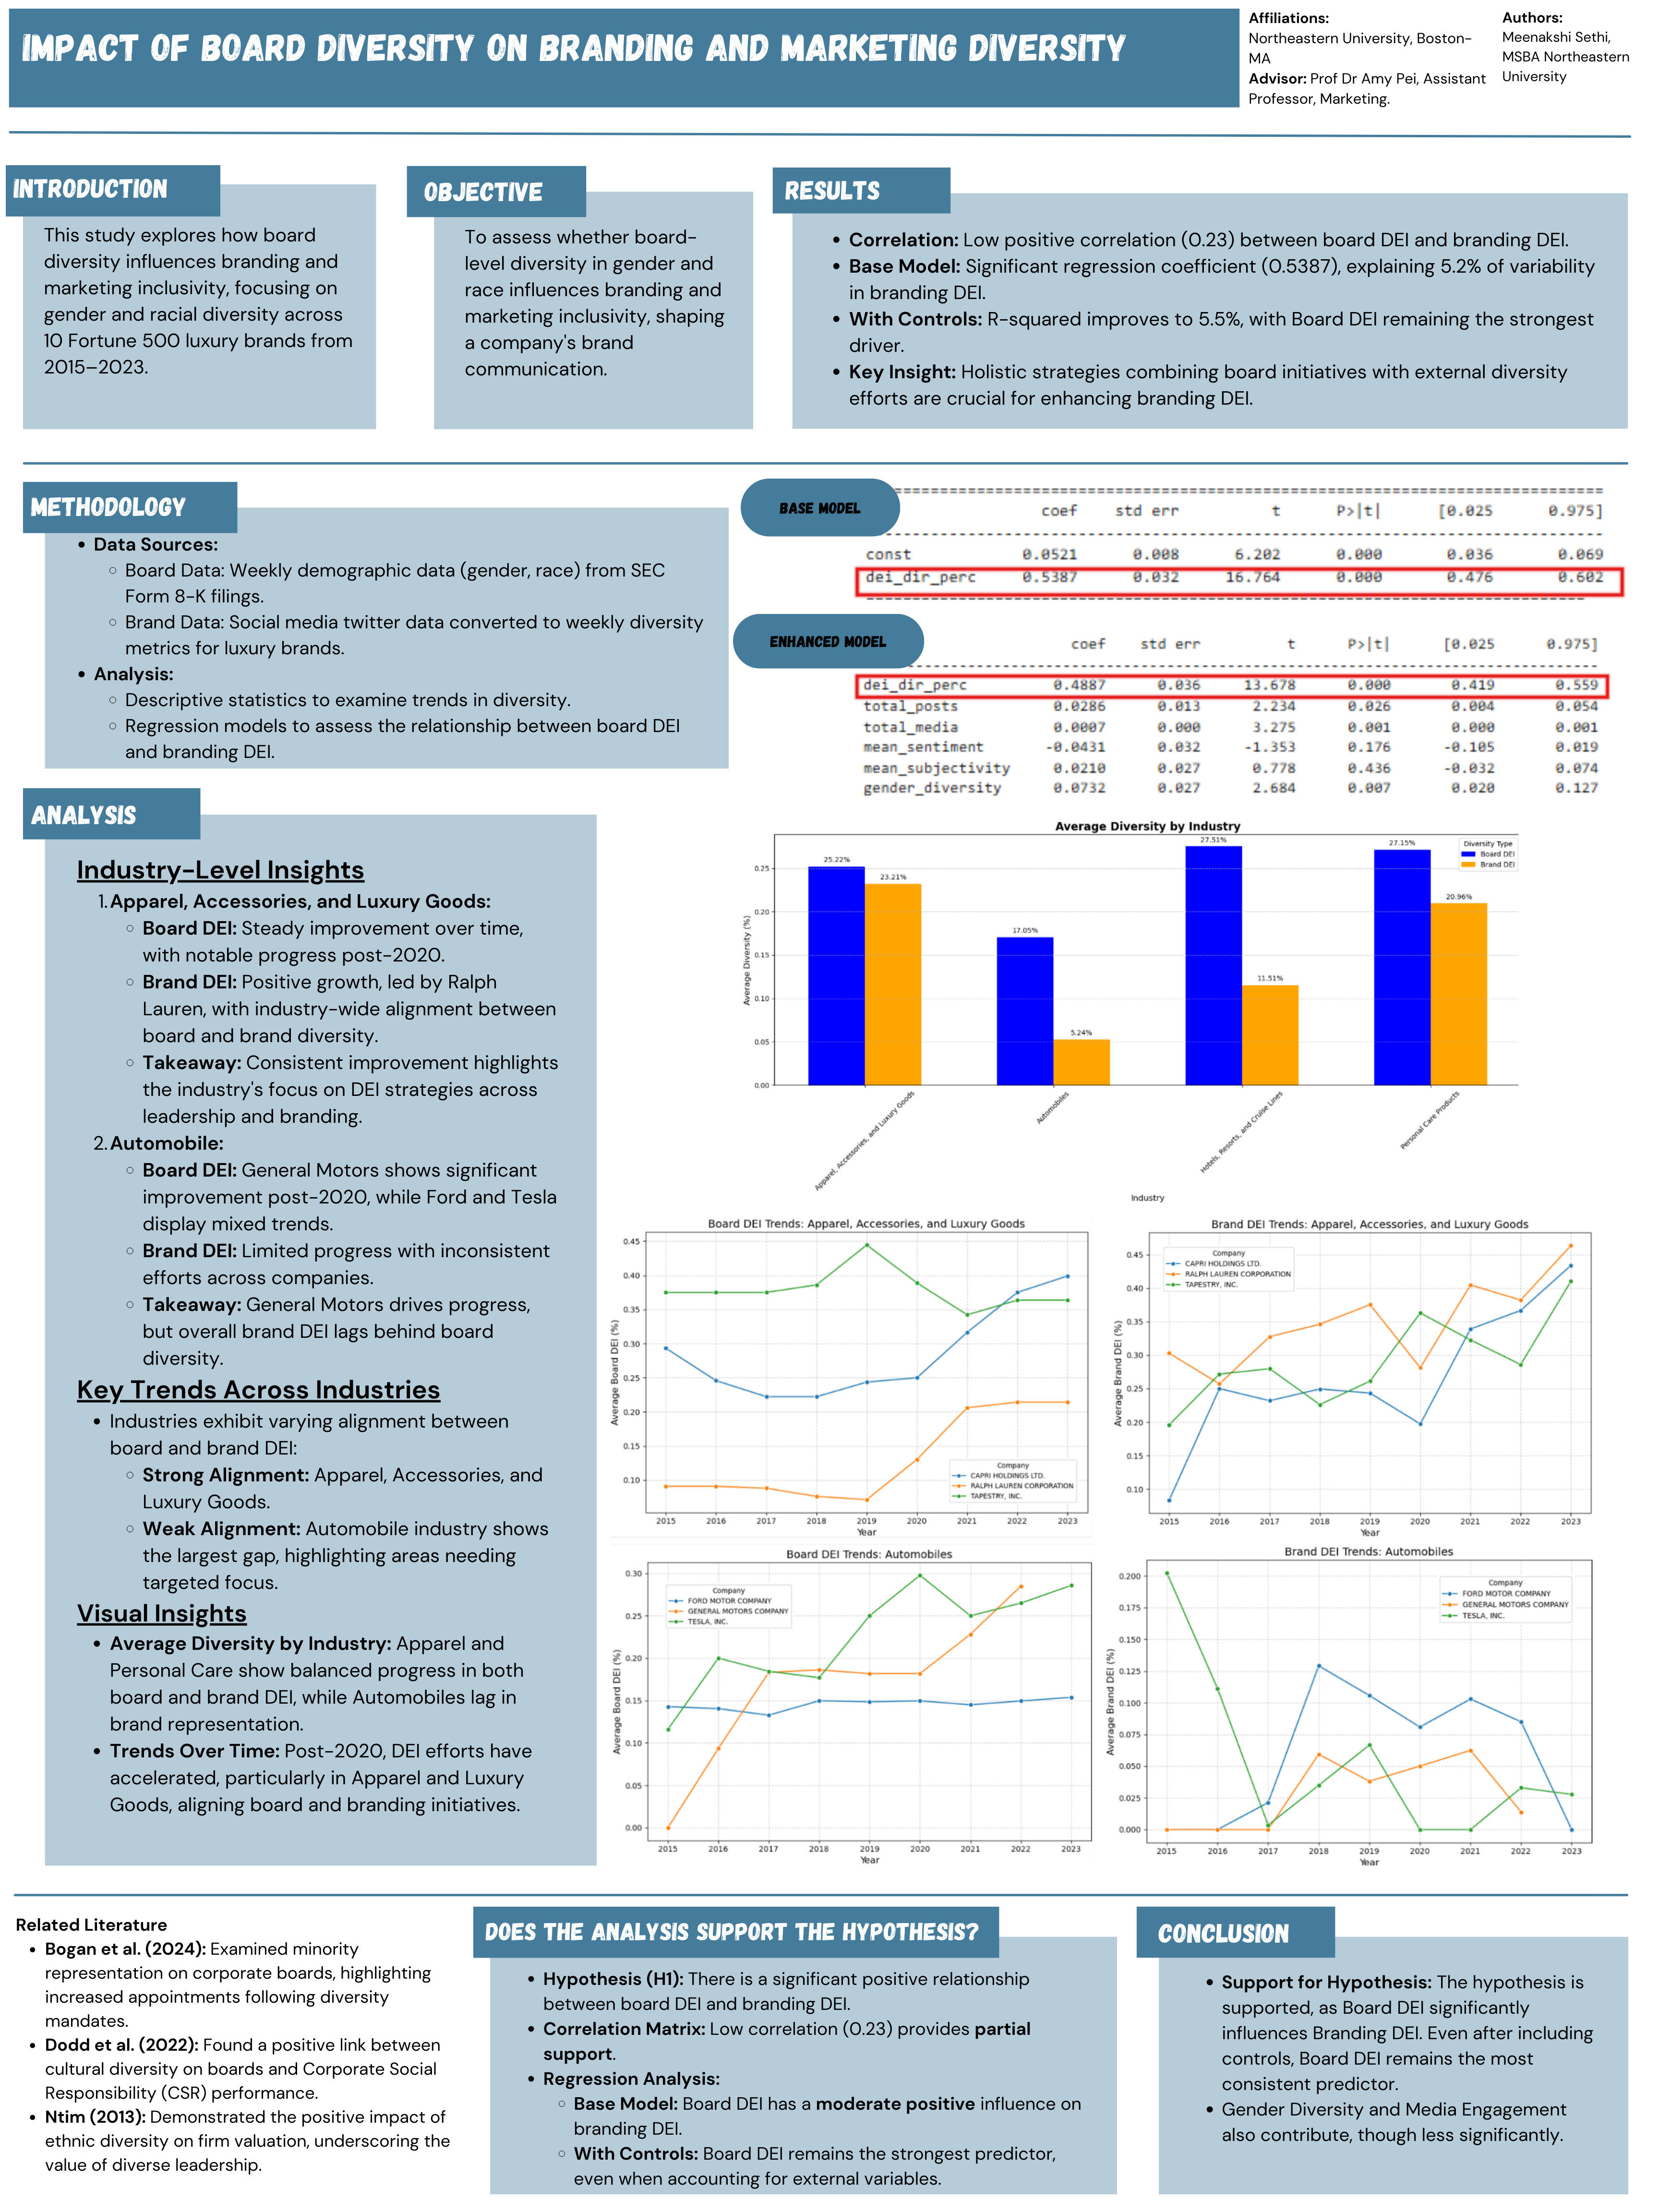 IMPACT OF BOARD DIVERSITY ON BRANDING AND MARKETING DIVERSITY
Affiliations:
Northeastern University, Boston-
MA
Advisor: Prof Dr Amy Pei, Assistant
Professor, Marketing.
Authors:
Meenakshi Sethi,
MSBA Northeastern
University
INTRODUCTION
This study explores how board
diversity influences branding and
marketing inclusivity, focusing on
gender and racial diversity across
10 Fortune 500 luxury brands from
2015–2023.
OBJECTIVE
To assess whether board-
level diversity in gender and
race influences branding and
marketing inclusivity, shaping
a company's brand
communication.
RESULTS
• Correlation: Low positive correlation (0.23) between board DEI and branding DEI.
• Base Model: Significant regression coefficient (0.5387), explaining 5.2% of variability
in branding DEI.
• With Controls: R-squared improves to 5.5%, with Board DEI remaining the strongest
driver.
• Key Insight: Holistic strategies combining board initiatives with external diversity
efforts are crucial for enhancing branding DEI.
METHODOLOGY
• Data Sources:
◦ Board Data: Weekly demographic data (gender, race) from SEC
Form 8-K filings.
◦ Brand Data: Social media twitter data converted to weekly diversity
metrics for luxury brands.
• Analysis:
◦ Descriptive statistics to examine trends in diversity.
◦ Regression models to assess the relationship between board DEI
and branding DEI.
BASE MODEL
coef std err t P>|t| [0.025 0.975]
const 0.0521 0.008 6.202 0.000 0.036 0.069
dei_dir_perc 0.5387 0.032 16.764 0.000 0.476 0.602
ENHANCED MODEL
coef std err t P>|t| [0.025 0.975]
dei_dir_perc 0.4887 0.036 13.678 0.000 0.419 0.559
total_posts 0.0286 0.013 2.234 0.026 0.004 0.054
total_media 0.0007 0.000 3.275 0.001 0.000 0.001
mean_sentiment -0.0431 0.032 -1.353 0.176 -0.105 0.019
mean_subjectivity 0.0210 0.027 0.778 0.436 -0.032 0.074
gender_diversity 0.0732 0.027 2.684 0.007 0.020 0.127
ANALYSIS
Industry-Level Insights
1. Apparel, Accessories, and Luxury Goods:
◦ Board DEI: Steady improvement over time,
with notable progress post-2020.
◦ Brand DEI: Positive growth, led by Ralph
Lauren, with industry-wide alignment between
board and brand diversity.
◦ Takeaway: Consistent improvement highlights
the industry's focus on DEI strategies across
leadership and branding.
2. Automobile:
◦ Board DEI: General Motors shows significant
improvement post-2020, while Ford and Tesla
display mixed trends.
◦ Brand DEI: Limited progress with inconsistent
efforts across companies.
◦ Takeaway: General Motors drives progress,
but overall brand DEI lags behind board
diversity.
Key Trends Across Industries
• Industries exhibit varying alignment between
board and brand DEI:
◦ Strong Alignment: Apparel, Accessories, and
Luxury Goods.
◦ Weak Alignment: Automobile industry shows
the largest gap, highlighting areas needing
targeted focus.
Visual Insights
• Average Diversity by Industry: Apparel and
Personal Care show balanced progress in both
board and brand DEI, while Automobiles lag in
brand representation.
• Trends Over Time: Post-2020, DEI efforts have
accelerated, particularly in Apparel and Luxury
Goods, aligning board and branding initiatives.
Average Diversity by Industry
Diversity Type
Board DEI
Brand DEI
25.22% 23.21% 17.05% 5.24% 27.51% 11.51% 27.15% 20.96%
Average Diversity (%)
0.25
0.20
0.15
0.10
0.05
0.00
Apparel, Accessories, and Luxury Goods
Automobiles
Hotels, Resorts, and Cruise Lines
Personal Care Products
Industry
Board DEI Trends: Apparel, Accessories, and Luxury Goods
Average Board DEI (%)
0.45
0.40
0.35
0.30
0.25
0.20
0.15
0.10
Company
CAPRI HOLDINGS LTD.
RALPH LAUREN CORPORATION
TAPESTRY, INC.
2015 2016 2017 2018 2019 2020 2021 2022 2023
Year
Brand DEI Trends: Apparel, Accessories, and Luxury Goods
Average Brand DEI (%)
0.45
0.40
0.35
0.30
0.25
0.20
0.15
0.10
Company
CAPRI HOLDINGS LTD.
RALPH LAUREN CORPORATION
TAPESTRY, INC.
2015 2016 2017 2018 2019 2020 2021 2022 2023
Year
Board DEI Trends: Automobiles
Average Board DEI (%)
0.30
0.25
0.20
0.15
0.10
0.05
0.00
Company
FORD MOTOR COMPANY
GENERAL MOTORS COMPANY
TESLA, INC.
2015 2016 2017 2018 2019 2020 2021 2022 2023
Year
Brand DEI Trends: Automobiles
Average Brand DEI (%)
0.200
0.175
0.150
0.125
0.100
0.075
0.050
0.025
0.000
Company
FORD MOTOR COMPANY
GENERAL MOTORS COMPANY
TESLA, INC.
2015 2016 2017 2018 2019 2020 2021 2022 2023
Year
Related Literature
• Bogan et al. (2024): Examined minority
representation on corporate boards, highlighting
increased appointments following diversity
mandates.
• Dodd et al. (2022): Found a positive link between
cultural diversity on boards and Corporate Social
Responsibility (CSR) performance.
• Ntim (2013): Demonstrated the positive impact of
ethnic diversity on firm valuation, underscoring the
value of diverse leadership.
DOES THE ANALYSIS SUPPORT THE HYPOTHESIS?
• Hypothesis (H1): There is a significant positive relationship
between board DEI and branding DEI.
• Correlation Matrix: Low correlation (0.23) provides partial
support.
• Regression Analysis:
◦ Base Model: Board DEI has a moderate positive influence on
branding DEI.
◦ With Controls: Board DEI remains the strongest predictor,
even when accounting for external variables.
CONCLUSION
• Support for Hypothesis: The hypothesis is
supported, as Board DEI significantly
influences Branding DEI. Even after including
controls, Board DEI remains the most
consistent predictor.
• Gender Diversity and Media Engagement
also contribute, though less significantly.